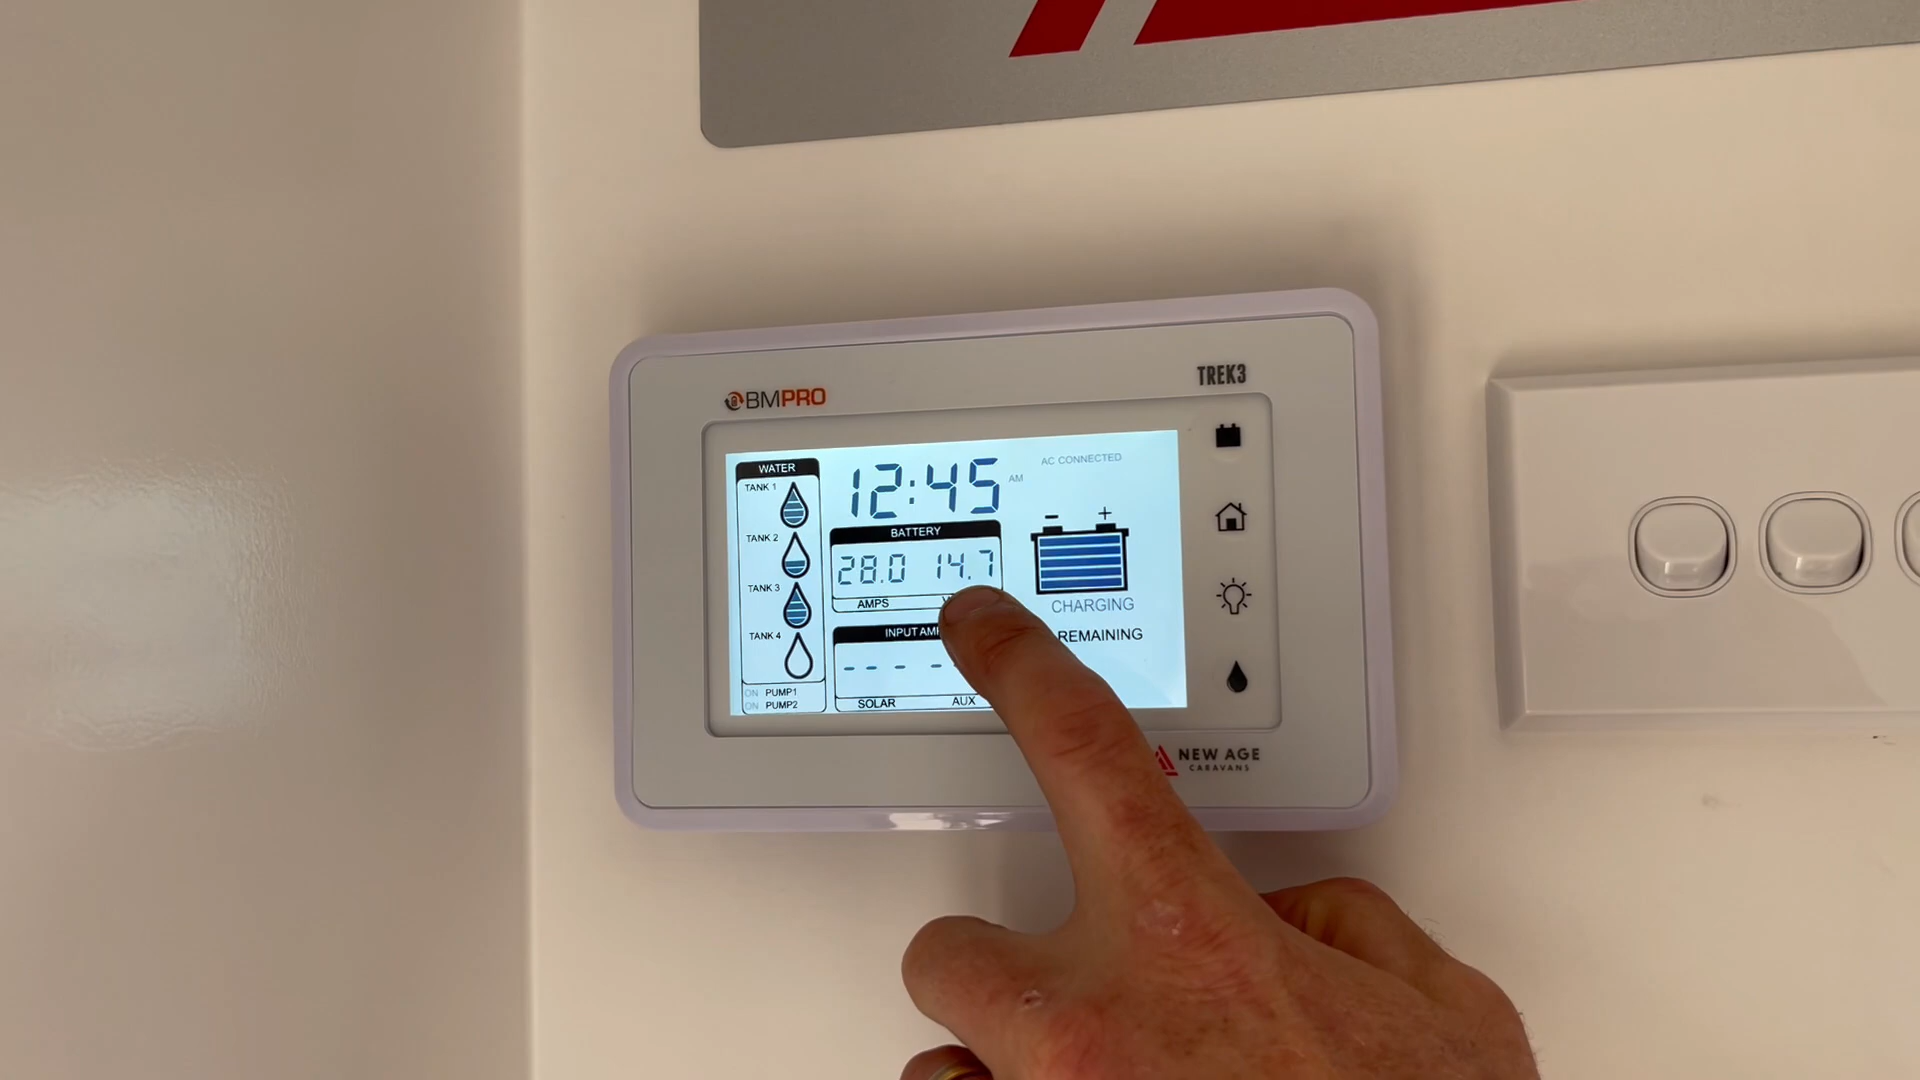 BMPRO
TREK3
WATER
TANK 1
TANK 2
TANK 3
TANK 4
ON PUMP1
ON PUMP2
12:45 AM
BATTERY
28.0 14.7
AMPS
INPUT
---- -
SOLAR AUX
AC CONNECTED
- +
CHARGING
REMAINING
NEW AGE
CARAVANS